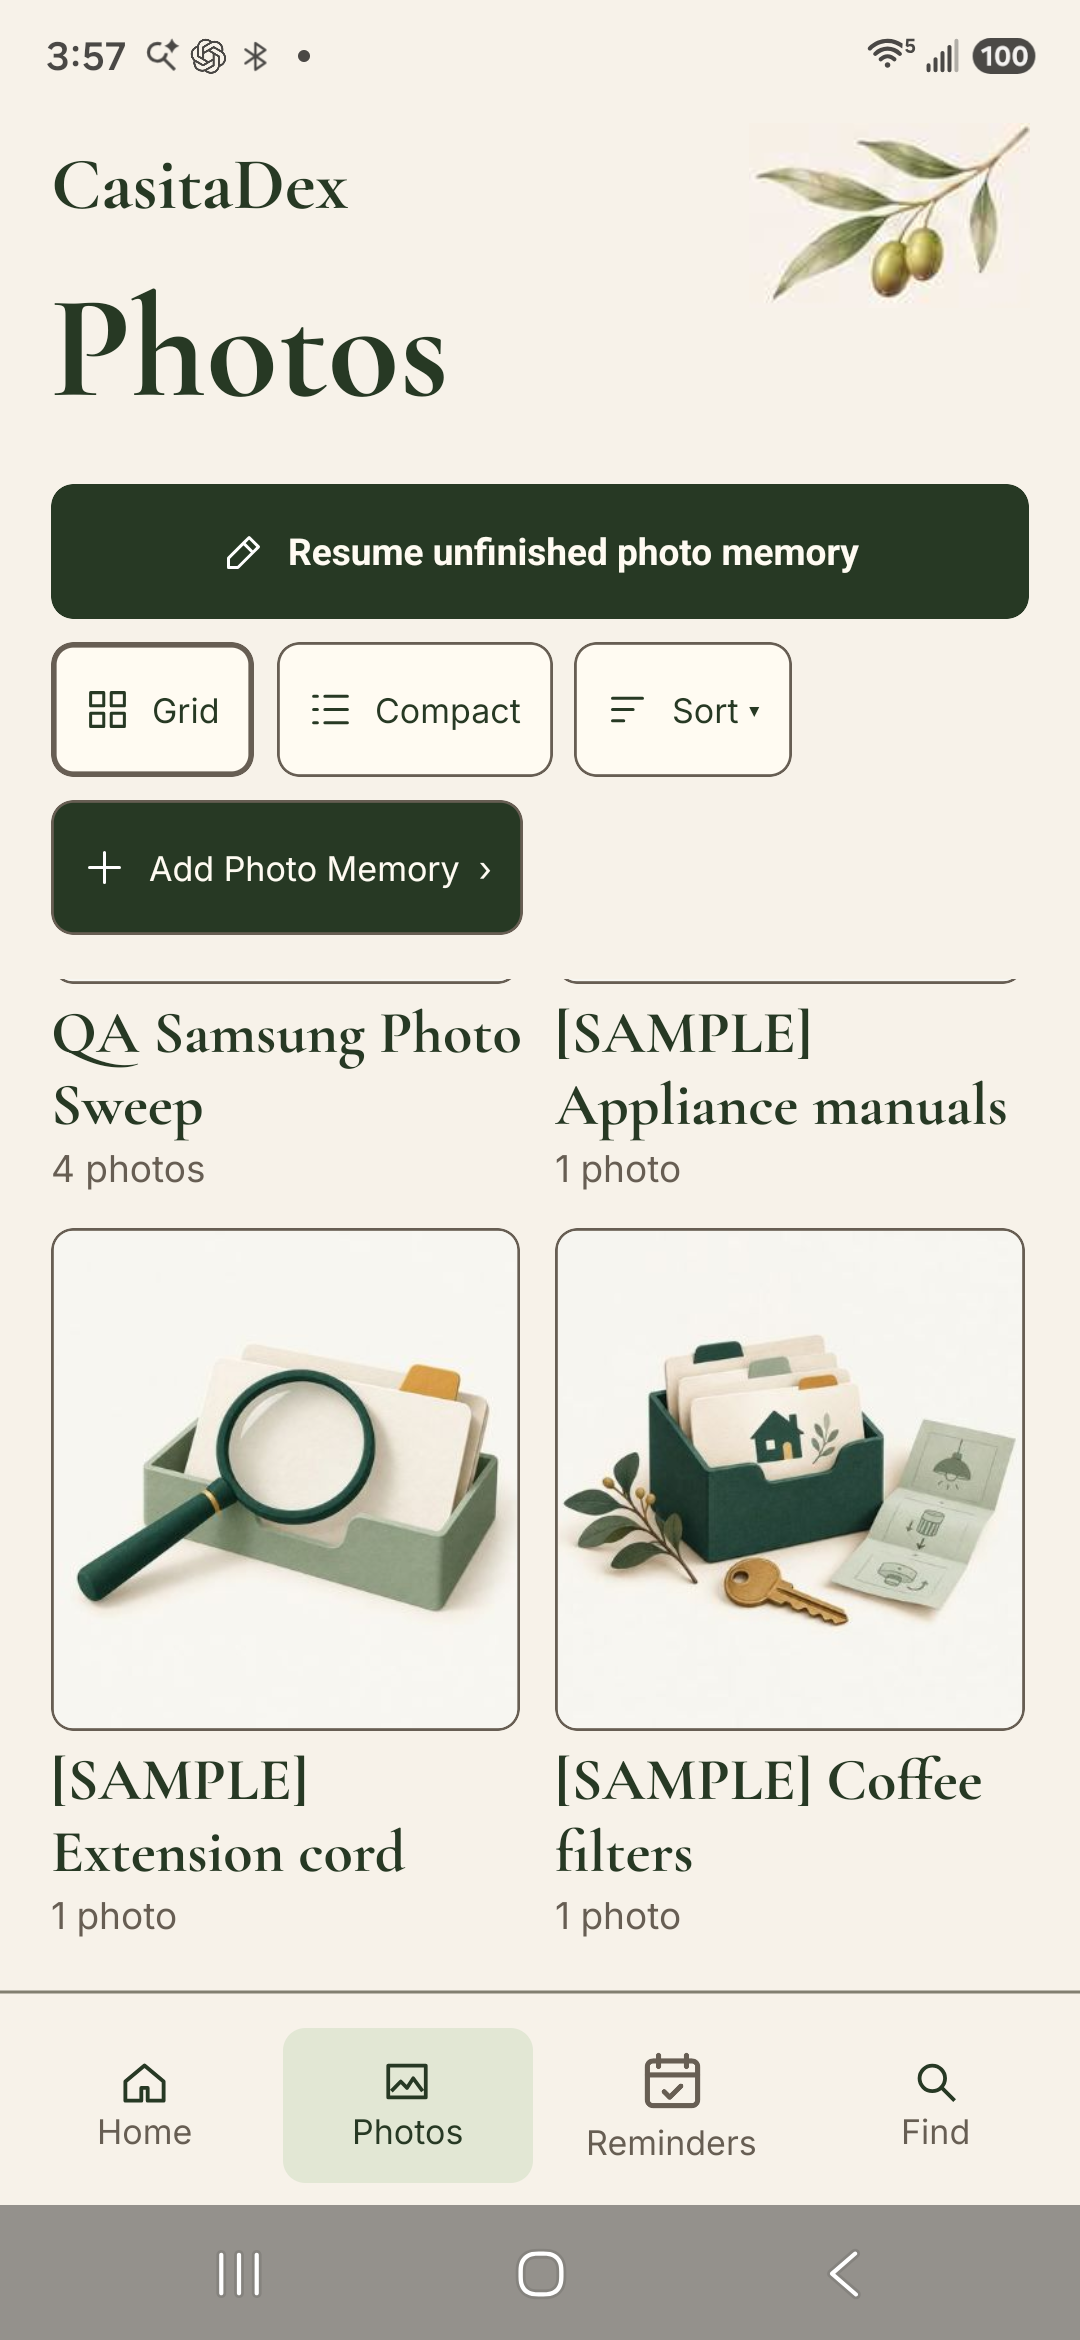 3:57
5
100
CasitaDex
Photos
Resume unfinished photo memory
Grid
Compact
Sort ▾
Add Photo Memory ›
QA Samsung Photo
Sweep
4 photos
[SAMPLE]
Appliance manuals
1 photo
[SAMPLE]
Extension cord
1 photo
[SAMPLE] Coffee
filters
1 photo
Home
Photos
Reminders
Find